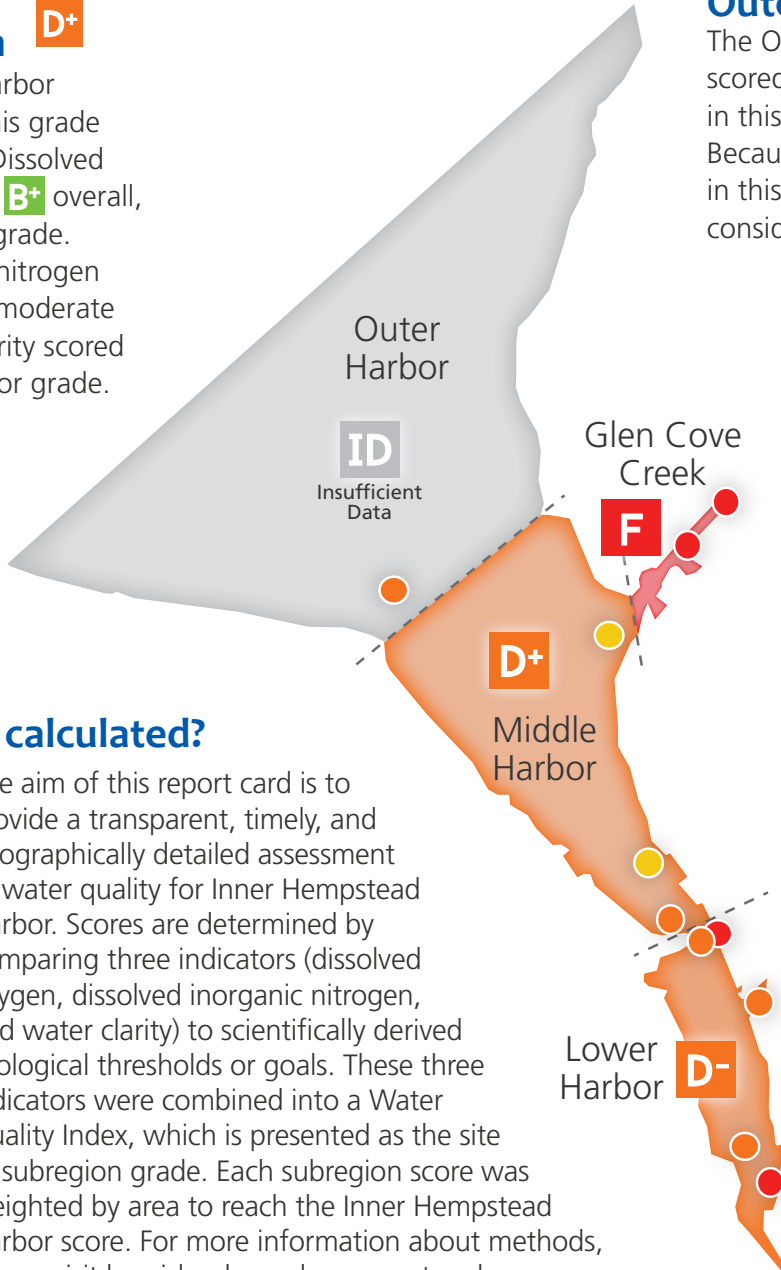 D+
arbor
is grade
Dissolved
B+ overall,
grade.
nitrogen
moderate
rity scored
or grade.
The O
scored
in this
Becau
in this
consid
Outer
Harbor
ID
Insufficient
Data
Glen Cove
Creek
F
D+
Middle
Harbor
calculated?
e aim of this report card is to
ovide a transparent, timely, and
ographically detailed assessment
water quality for Inner Hempstead
arbor. Scores are determined by
mparing three indicators (dissolved
ygen, dissolved inorganic nitrogen,
d water clarity) to scientifically derived
ological thresholds or goals. These three
dicators were combined into a Water
uality Index, which is presented as the site
subregion grade. Each subregion score was
eighted by area to reach the Inner Hempstead
arbor score. For more information about methods,
Lower
Harbor
D-